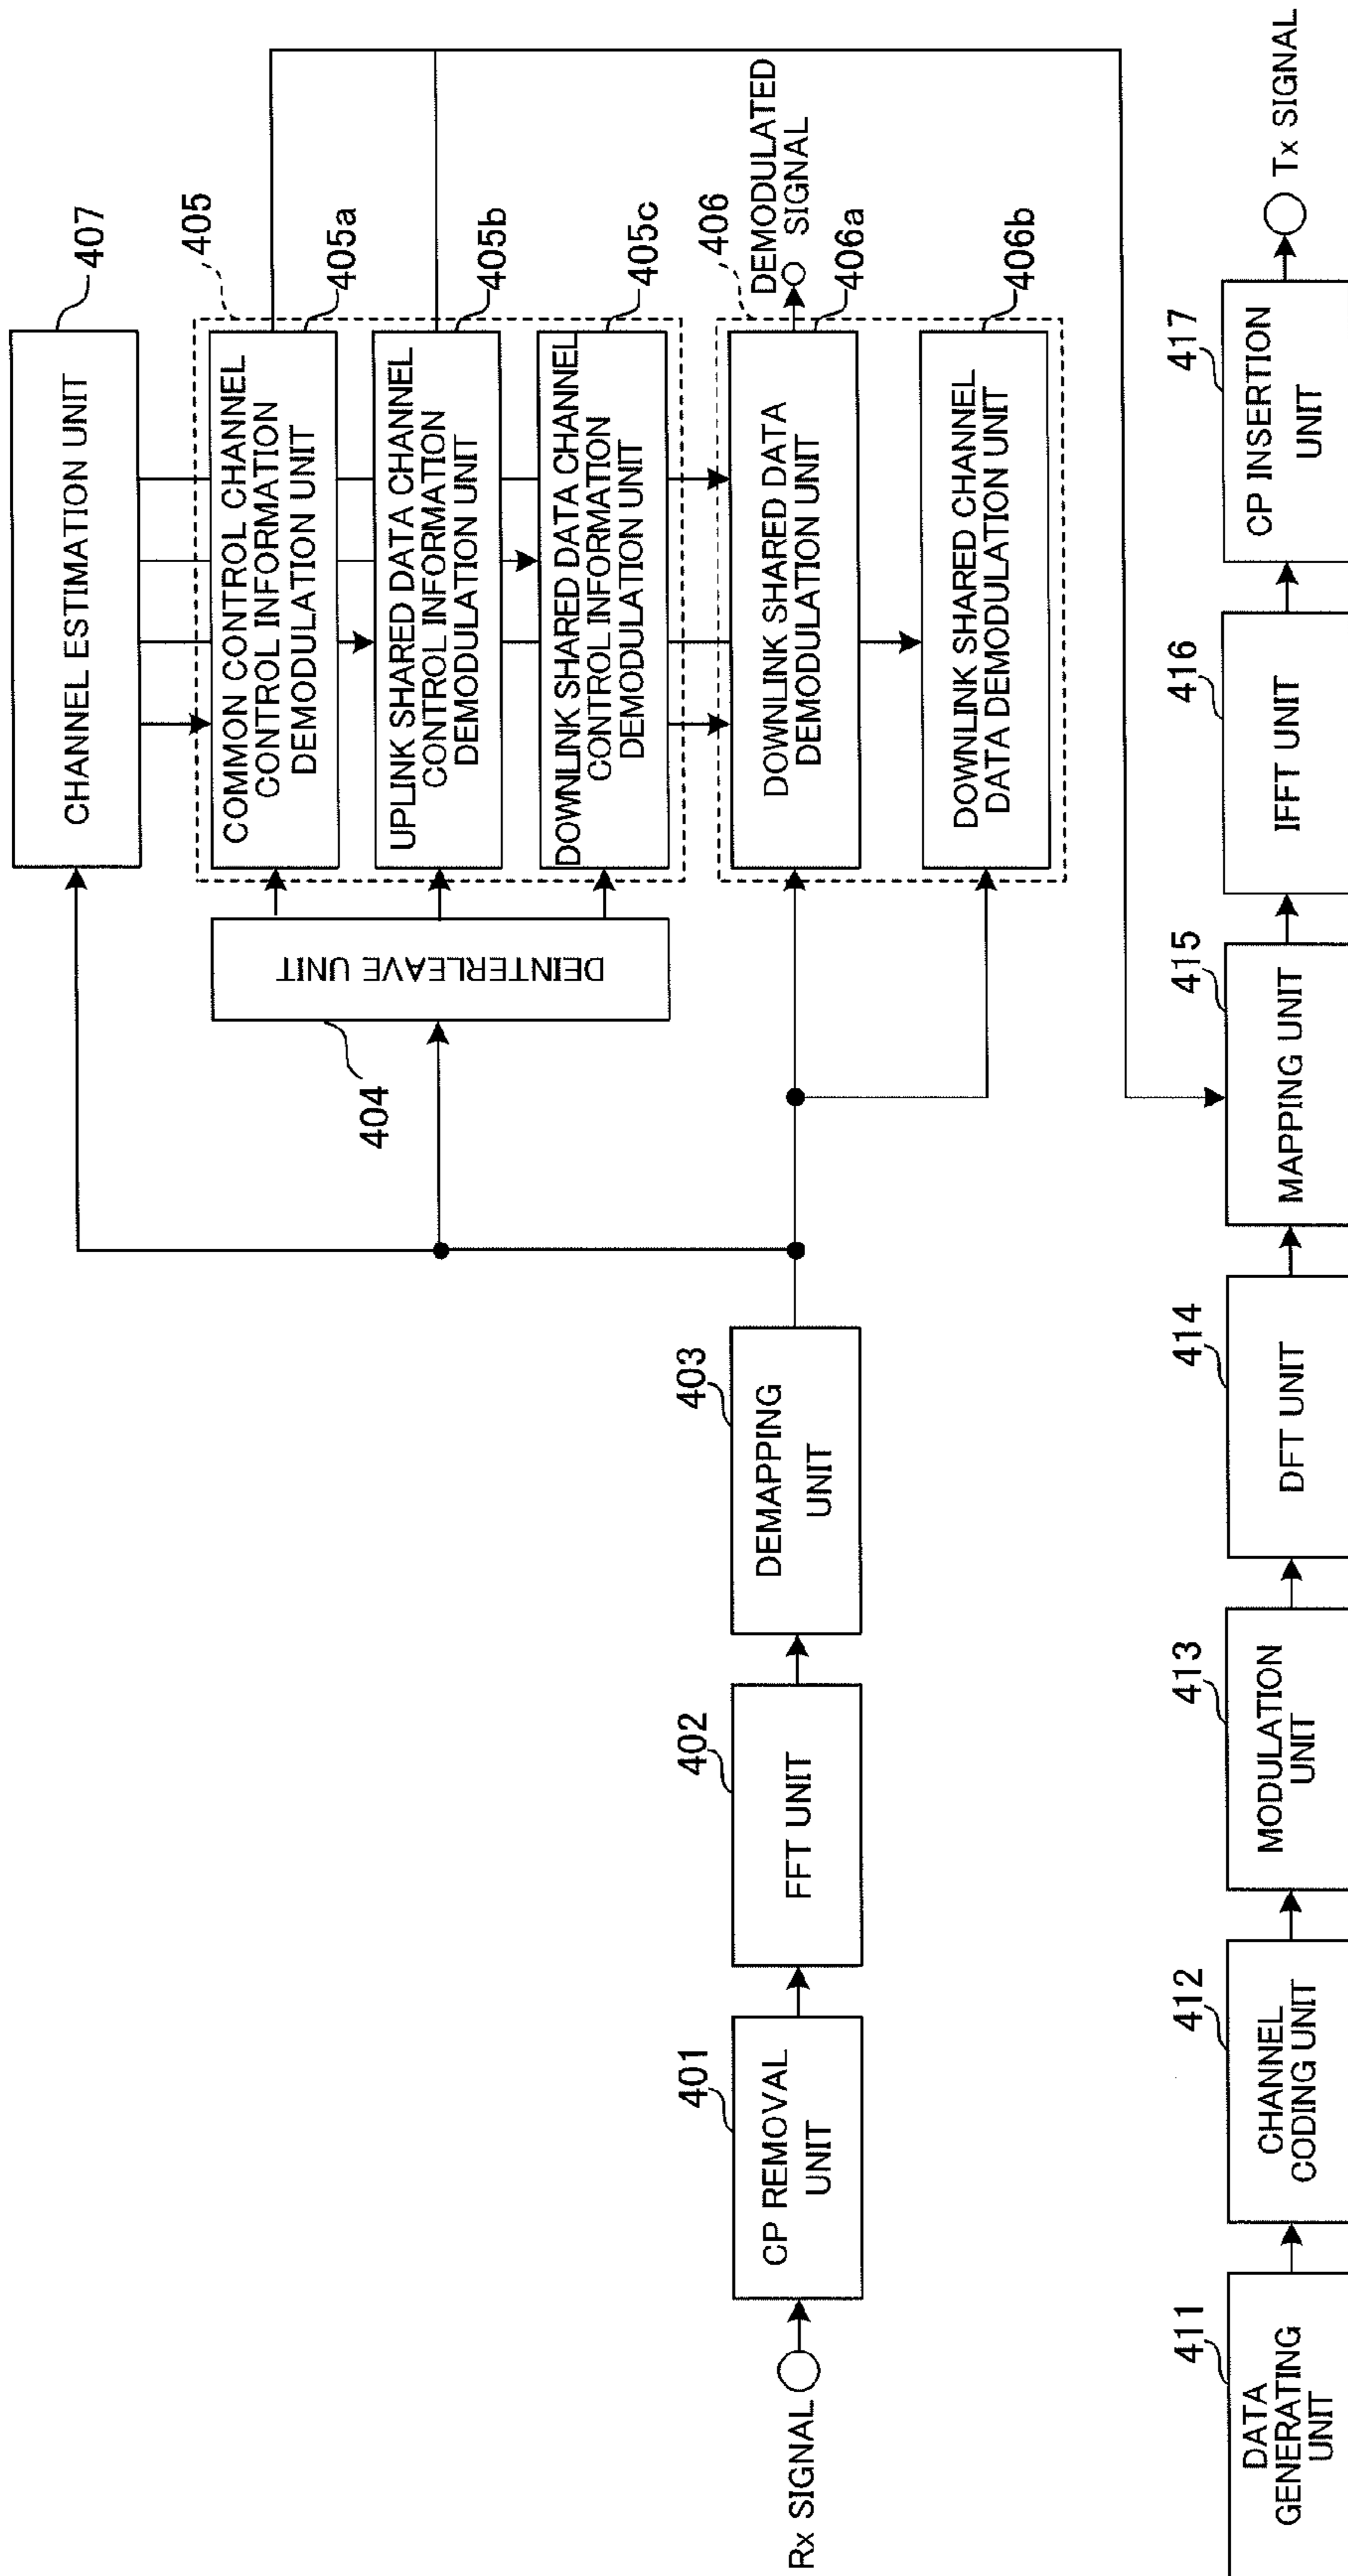 407
CHANNEL ESTIMATION UNIT
405
COMMON CONTROL CHANNEL
CONTROL INFORMATION
DEMODULATION UNIT
405a
UPLINK SHARED DATA CHANNEL
CONTROL INFORMATION
DEMODULATION UNIT
405b
DOWNLINK SHARED DATA CHANNEL
CONTROL INFORMATION
DEMODULATION UNIT
405c
DEINTERLEAVE UNIT
404
406
DEMODULATED
SIGNAL
DOWNLINK SHARED DATA
DEMODULATION UNIT
406a
DOWNLINK SHARED CHANNEL
DATA DEMODULATION UNIT
406b
Rx SIGNAL
401
CP REMOVAL
UNIT
402
FFT UNIT
403
DEMAPPING
UNIT
411
DATA
GENERATING
UNIT
412
CHANNEL
CODING UNIT
413
MODULATION
UNIT
414
DFT UNIT
415
MAPPING UNIT
416
IFFT UNIT
417
CP INSERTION
UNIT
Tx SIGNAL